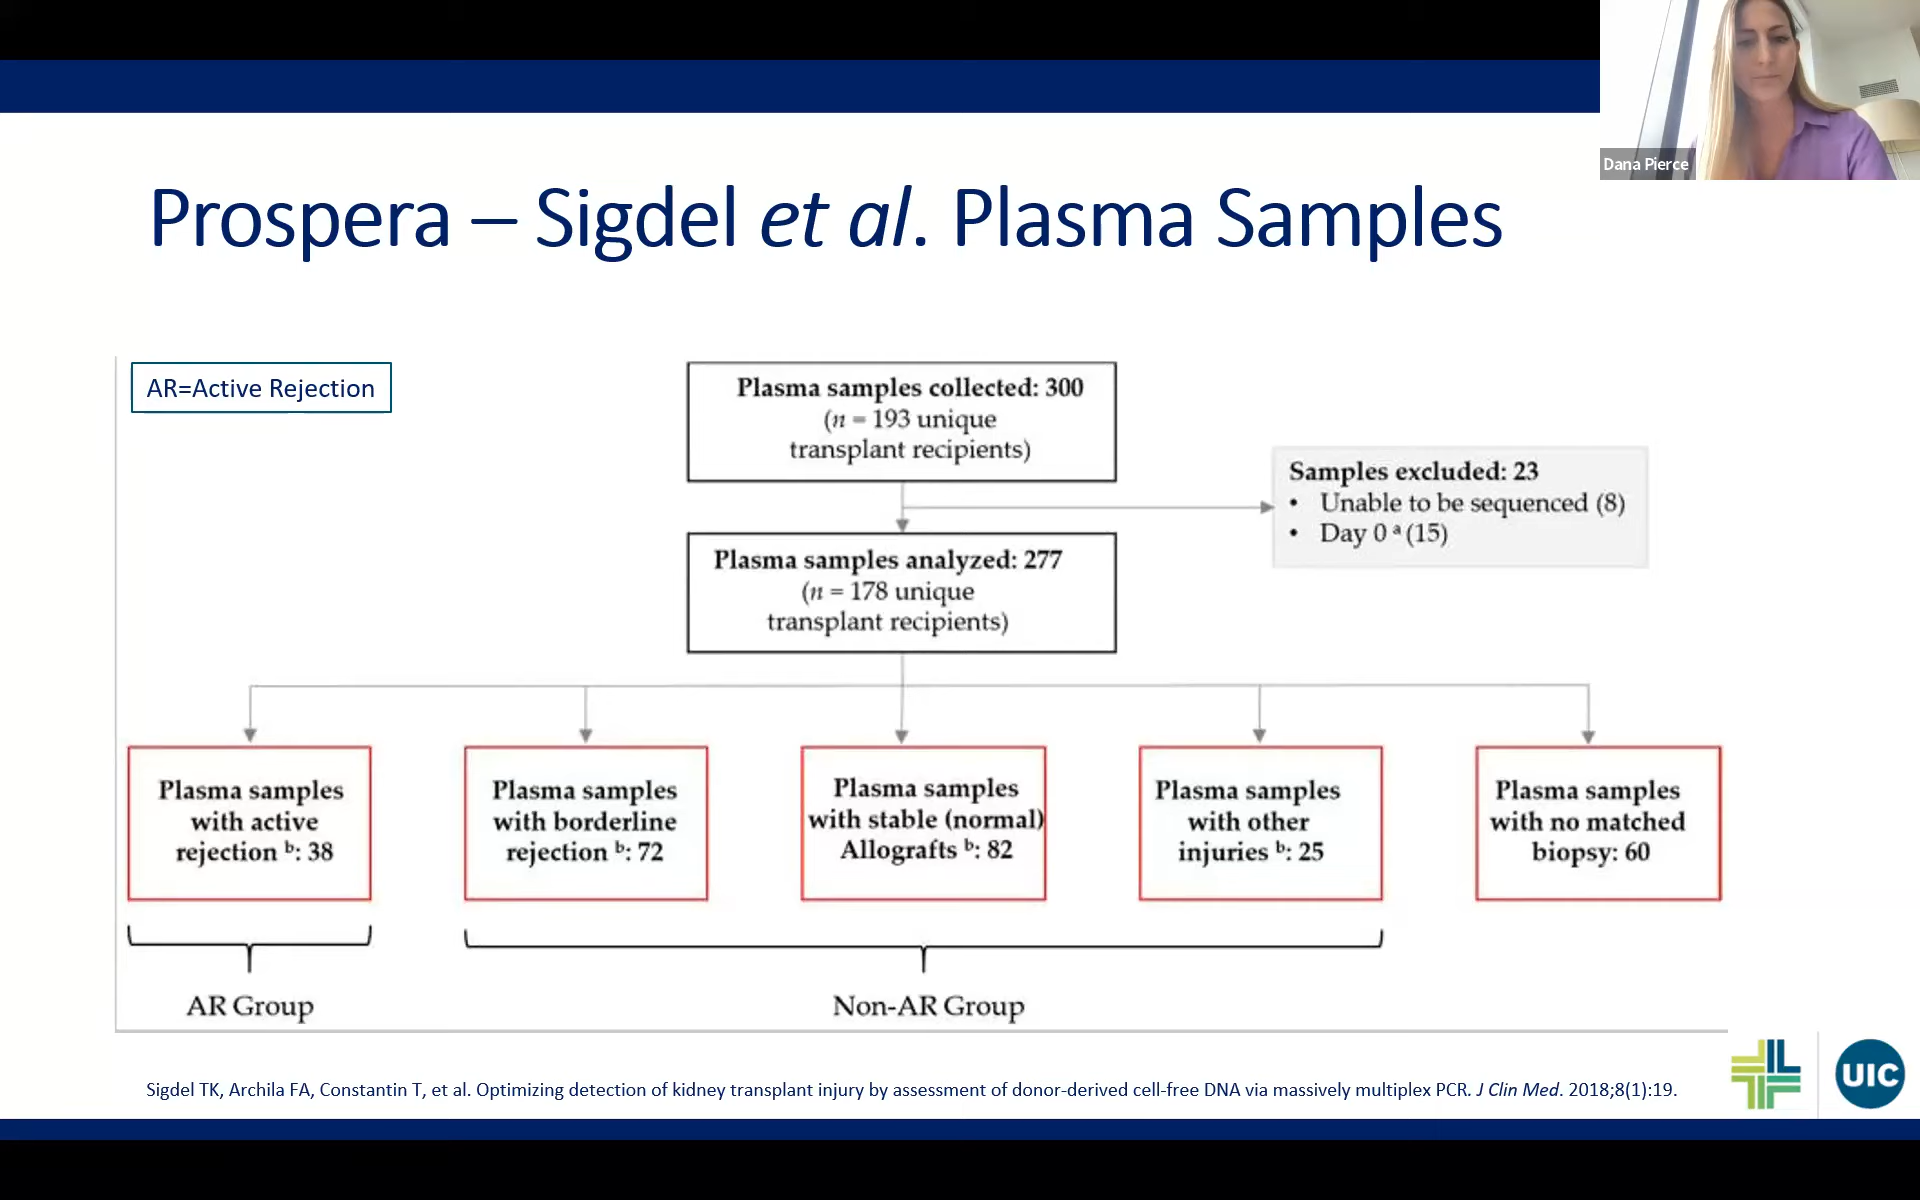 Dana Pierce
Prospera – Sigdel et al. Plasma Samples
AR=Active Rejection
Plasma samples collected: 300
(n = 193 unique
transplant recipients)
Samples excluded: 23
• Unable to be sequenced (8)
• Day 0 ᵃ (15)
Plasma samples analyzed: 277
(n = 178 unique
transplant recipients)
Plasma samples
with active
rejection ᵇ: 38
Plasma samples
with borderline
rejection ᵇ: 72
Plasma samples
with stable (normal)
Allografts ᵇ: 82
Plasma samples
with other
injuries ᵇ: 25
Plasma samples
with no matched
biopsy: 60
AR Group
Non-AR Group
Sigdel TK, Archila FA, Constantin T, et al. Optimizing detection of kidney transplant injury by assessment of donor-derived cell-free DNA via massively multiplex PCR. J Clin Med. 2018;8(1):19.
UIC